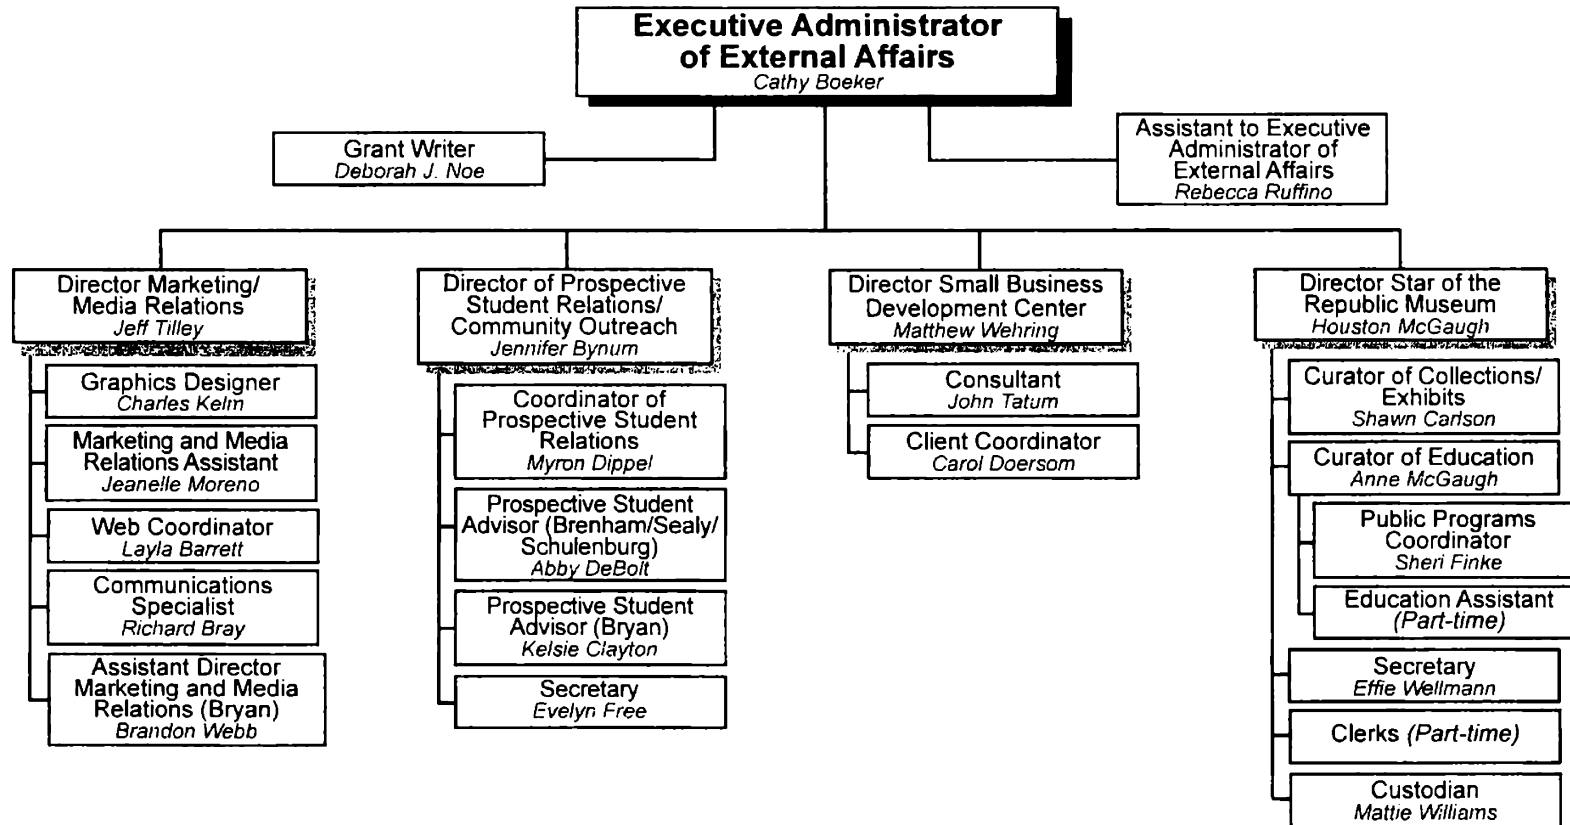 Executive Administrator
of External Affairs
Cathy Boeker
Grant Writer
Deborah J. Noe
Assistant to Executive
Administrator of
External Affairs
Rebecca Ruffino
Director Marketing/
Media Relations
Jeff Tilley
Graphics Designer
Charles Kelm
Marketing and Media
Relations Assistant
Jeanelle Moreno
Web Coordinator
Layla Barrett
Communications
Specialist
Richard Bray
Assistant Director
Marketing and Media
Relations (Bryan)
Brandon Webb
Director of Prospective
Student Relations/
Community Outreach
Jennifer Bynum
Coordinator of
Prospective Student
Relations
Myron Dippel
Prospective Student
Advisor (Brenham/Sealy/
Schulenburg)
Abby DeBolt
Prospective Student
Advisor (Bryan)
Kelsie Clayton
Secretary
Evelyn Free
Director Small Business
Development Center
Matthew Wehring
Consultant
John Tatum
Client Coordinator
Carol Doersom
Director Star of the
Republic Museum
Houston McGaugh
Curator of Collections/
Exhibits
Shawn Carlson
Curator of Education
Anne McGaugh
Public Programs
Coordinator
Sheri Finke
Education Assistant
(Part-time)
Secretary
Effie Wellmann
Clerks (Part-time)
Custodian
Mattie Williams